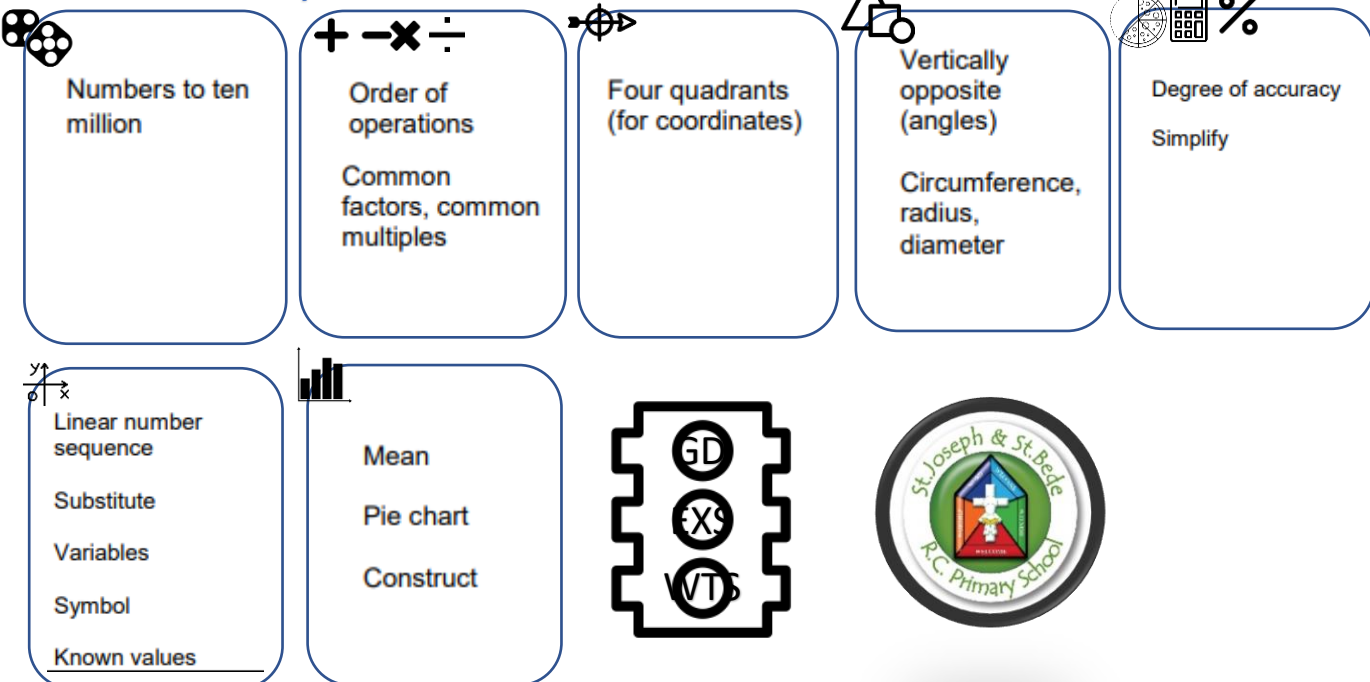 Numbers to ten
million
Order of
operations
Common
factors, common
multiples
Four quadrants
(for coordinates)
Vertically
opposite
(angles)
Circumference,
radius,
diameter
Degree of accuracy
Simplify
y
x
o
Linear number
sequence
Substitute
Variables
Symbol
Known values
Mean
Pie chart
Construct
GD
EXS
WTS
St.Joseph & St.Bede
R.C. Primary School